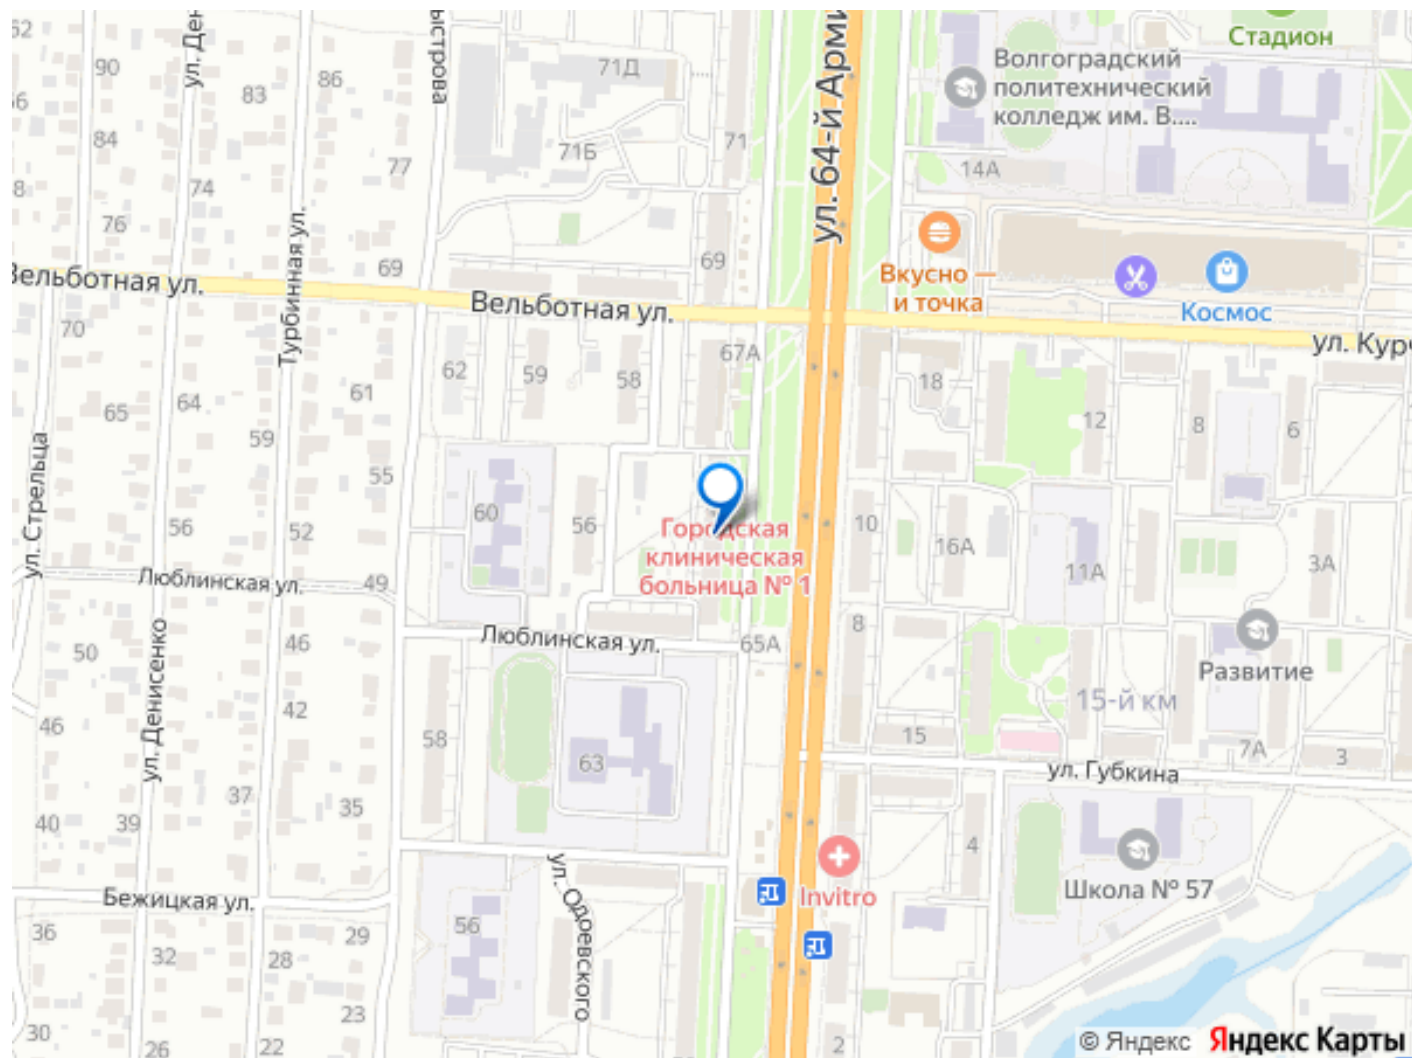 62
ул. Ден
ыстрова
ул. 64-й Арми
Стадион
90
86
83
71Д
Волгоградский
политехнический
колледж им. В....
84
77
71Б
71
14А
74
76
Турбинная ул.
69
69
Вельботная ул.
Вельботная ул.
Вкусно —
и точка
Космос
ул. Кур
70
67А
62
59
58
18
61
64
65
12
8
6
59
55
ул. Стрельца
60
56
56
52
Городская
клиническая
больница № 1
10
16А
11А
3А
Люблинская ул.
49
50
46
Люблинская ул.
65А
8
Развитие
ул. Денисенко
42
46
58
63
15-й км
15
7А
3
ул. Губкина
37
35
40
39
4
Invitro
Школа № 57
Бежицкая ул.
ул. Одоевского
36
32
29
28
56
23
30
26
22
2
© Яндекс Яндекс Карты